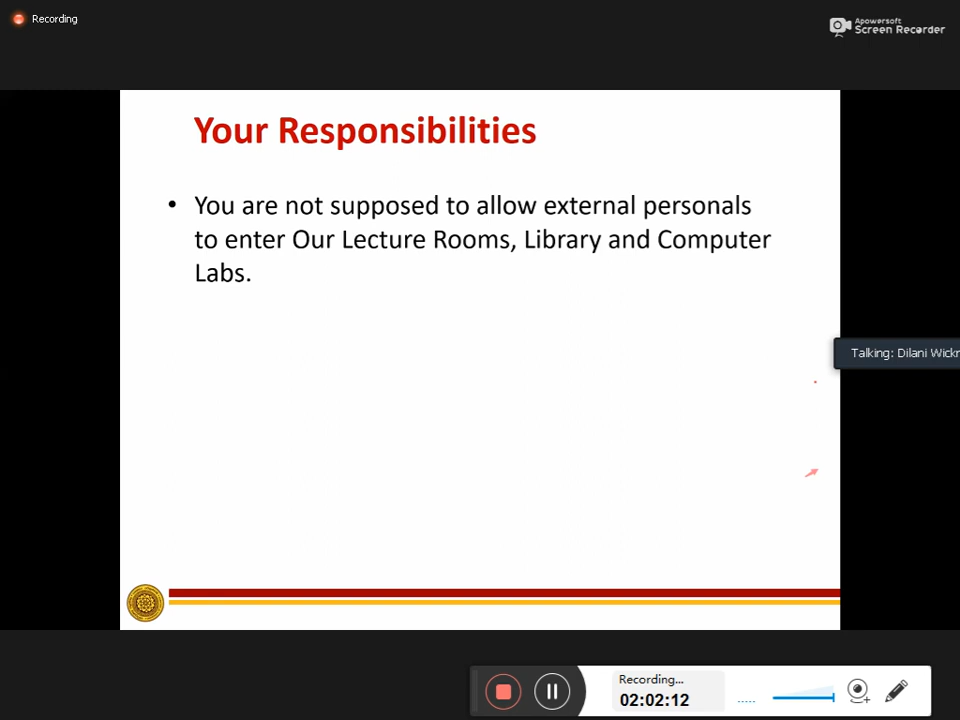 Recording
Apowersoft
Screen Recorder
Your Responsibilities
• You are not supposed to allow external personals
to enter Our Lecture Rooms, Library and Computer
Labs.
Talking: Dilani Wickr
Recording...
02:02:12